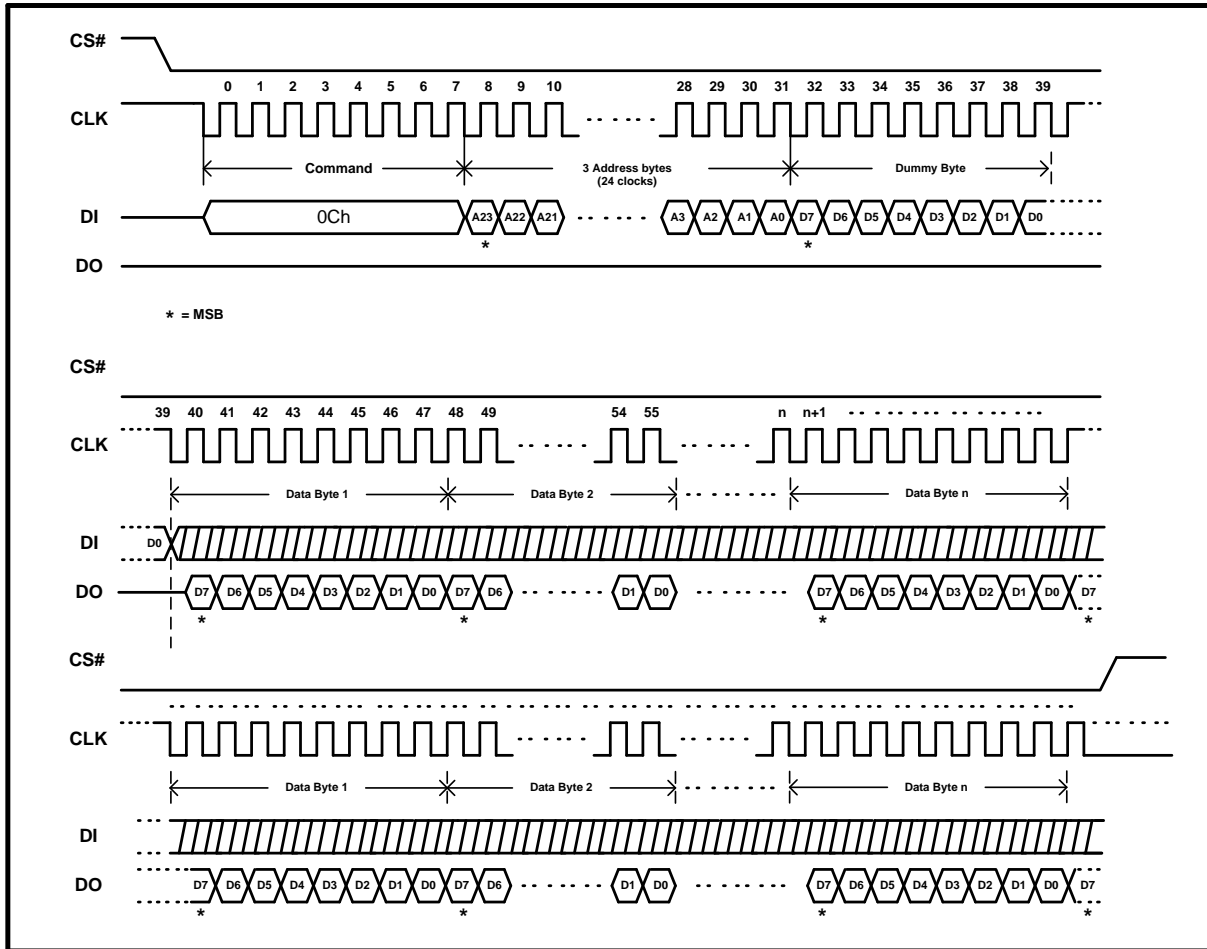 CS#
0 1 2 3 4 5 6 7 8 9 10 28 29 30 31 32 33 34 35 36 37 38 39
CLK
Command 3 Address bytes (24 clocks) Dummy Byte
DI 0Ch A23 A22 A21 A3 A2 A1 A0 D7 D6 D5 D4 D3 D2 D1 D0
* *
DO
* = MSB
CS#
39 40 41 42 43 44 45 46 47 48 49 54 55 n n+1
CLK
Data Byte 1 Data Byte 2 Data Byte n
DI D0
DO D7 D6 D5 D4 D3 D2 D1 D0 D7 D6 D1 D0 D7 D6 D5 D4 D3 D2 D1 D0 D7
* * * *
CS#
CLK
Data Byte 1 Data Byte 2 Data Byte n
DI
DO D7 D6 D5 D4 D3 D2 D1 D0 D7 D6 D1 D0 D7 D6 D5 D4 D3 D2 D1 D0 D7
* * * *